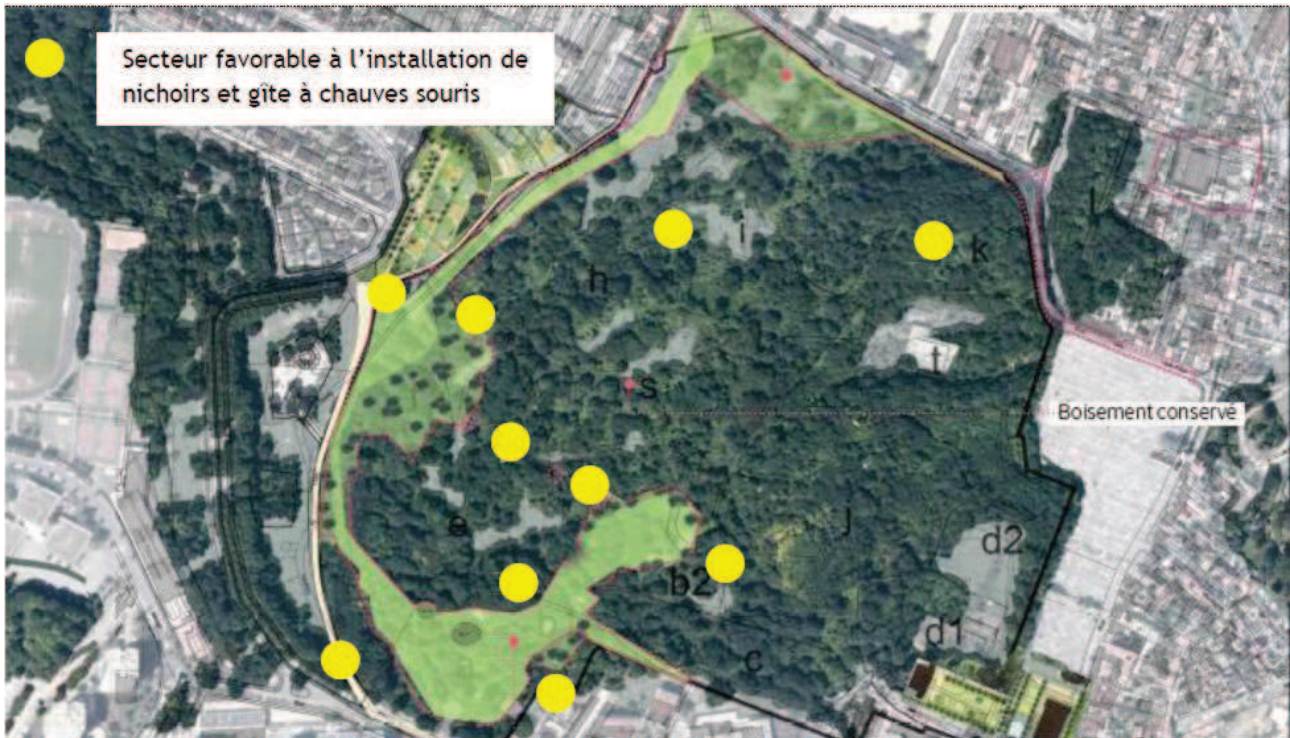 Secteur favorable à l'installation de
nichoirs et gîte à chauves souris
i
l
k
h
t
s
Boisement conservé
e
j
d2
b2
d1
c